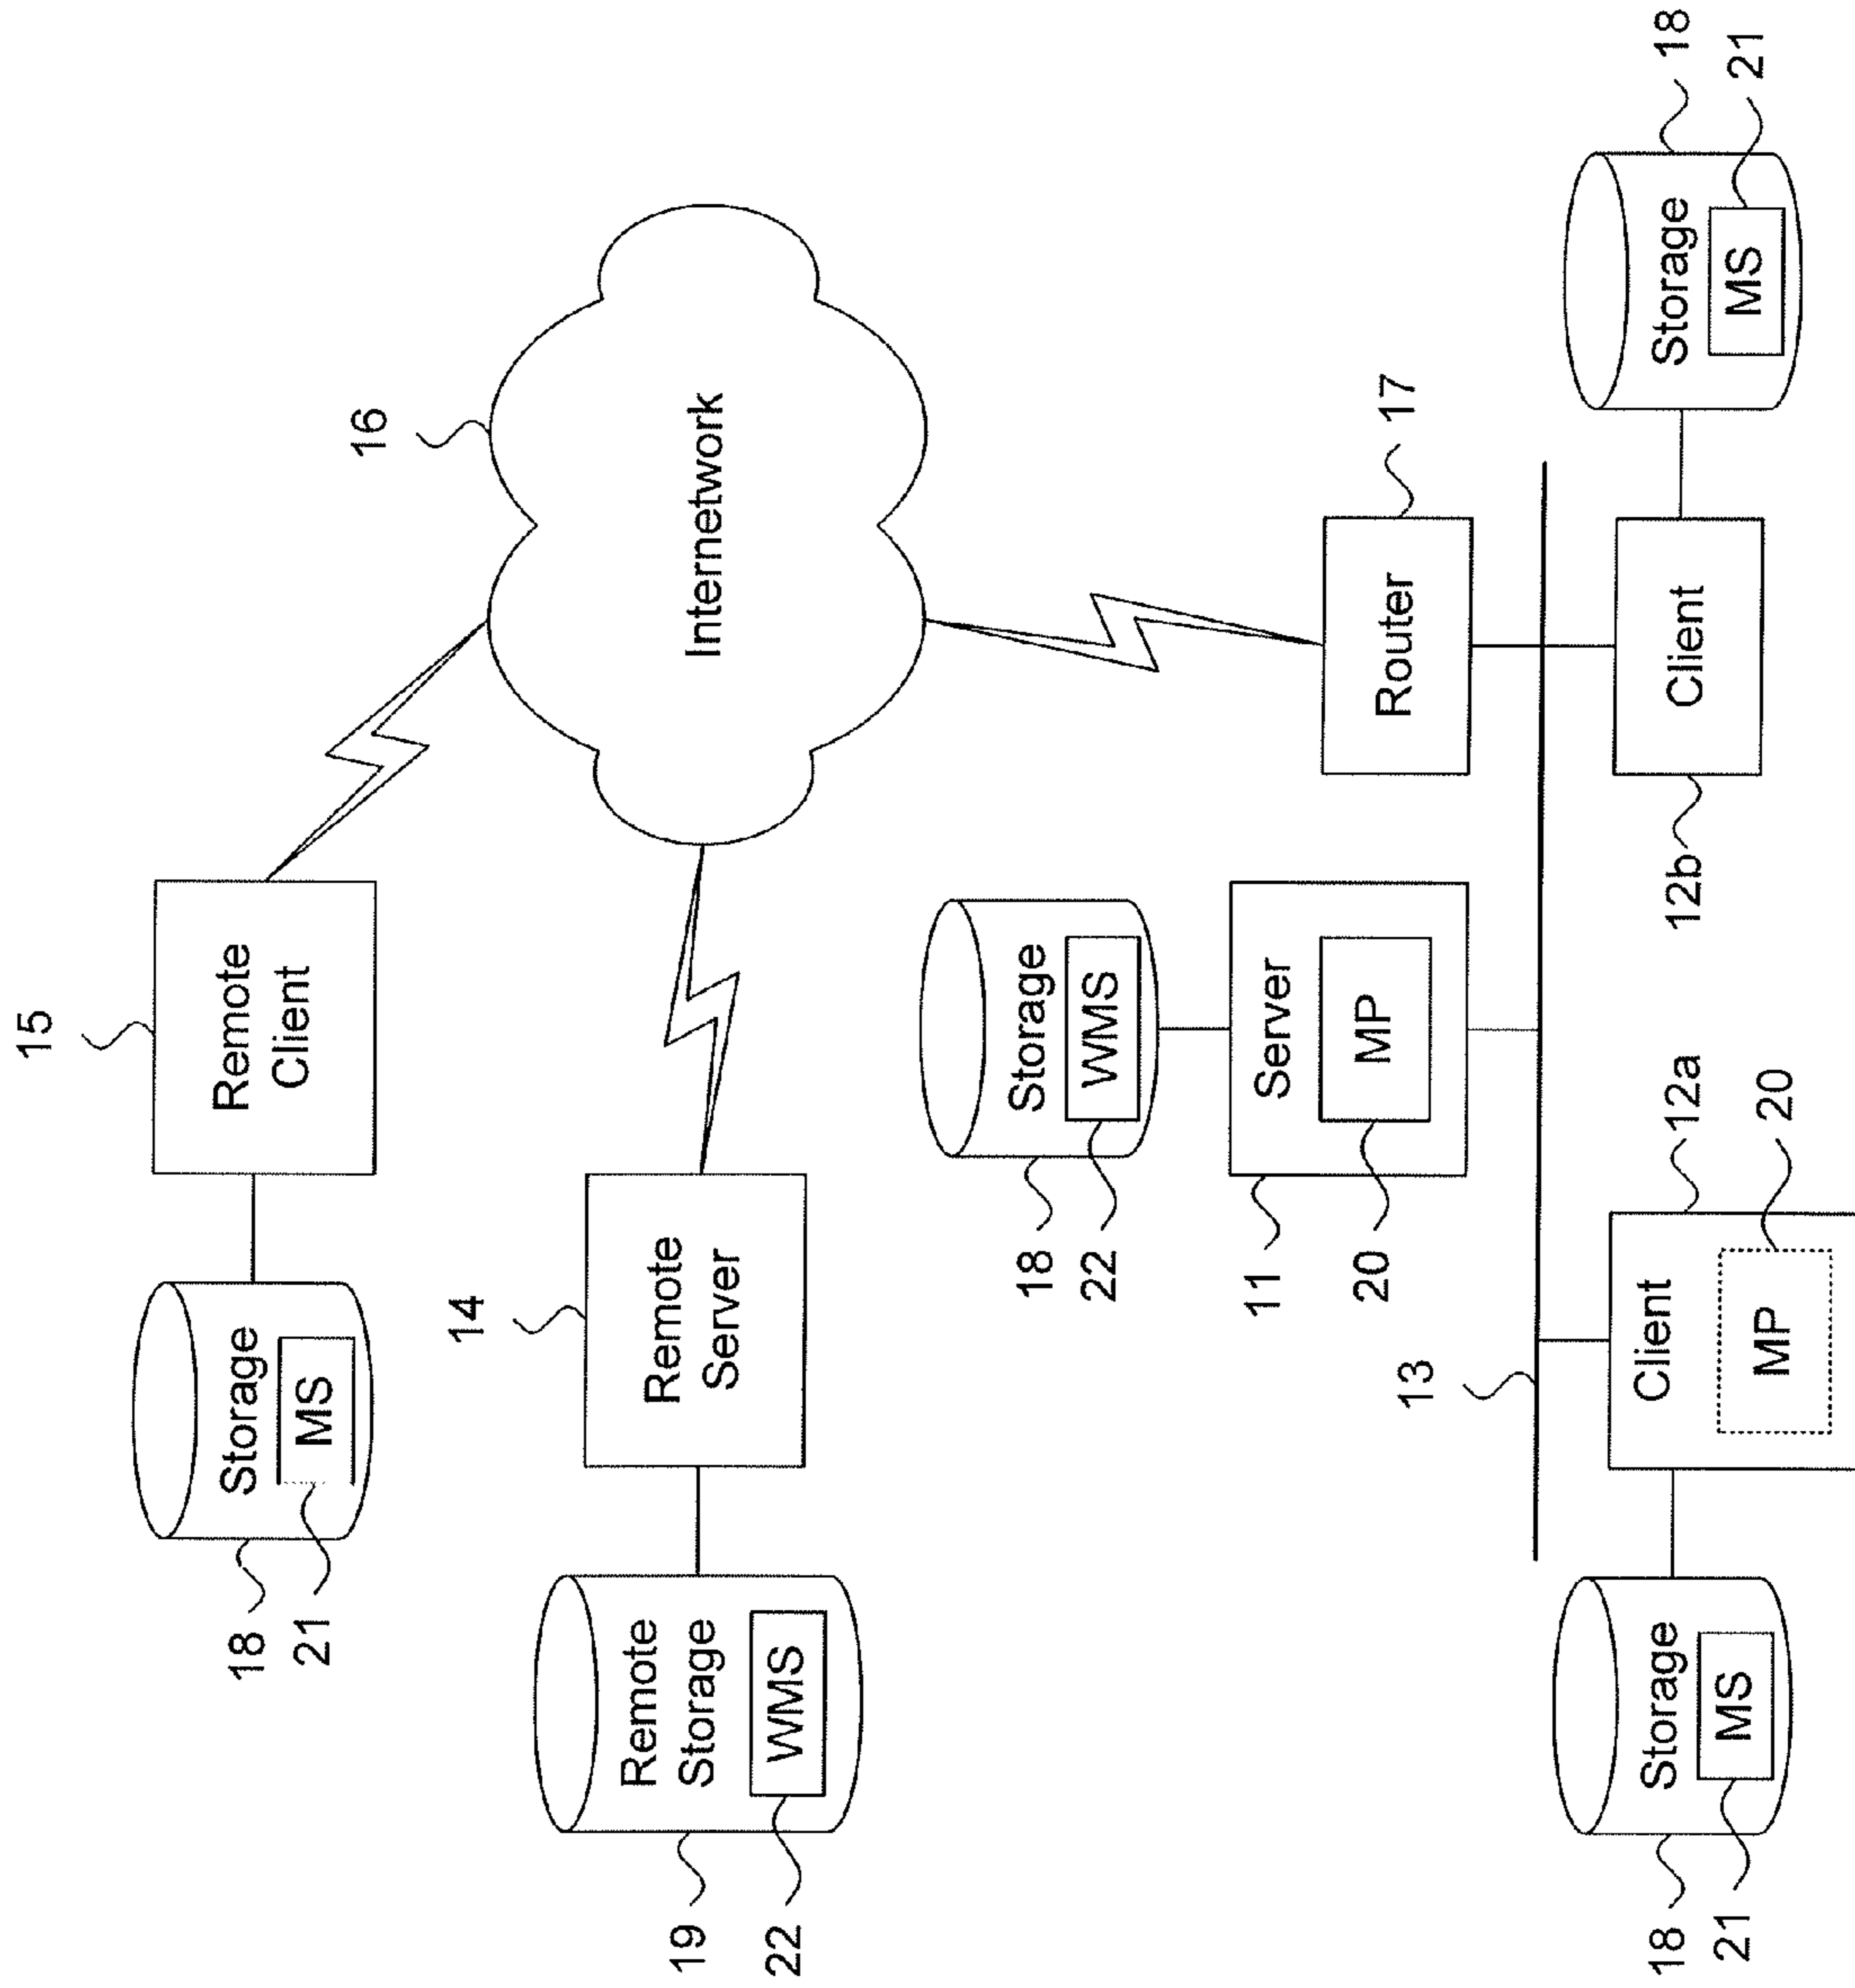 15
Remote
Client
Storage
MS
18
21
16
Internetwork
14
Remote
Server
Remote
Storage
WMS
19
22
Storage
WMS
18
22
Server
MP
11
20
Router
17
13
Client
MP
12a
20
Storage
MS
18
21
Client
12b
Storage
MS
18
21